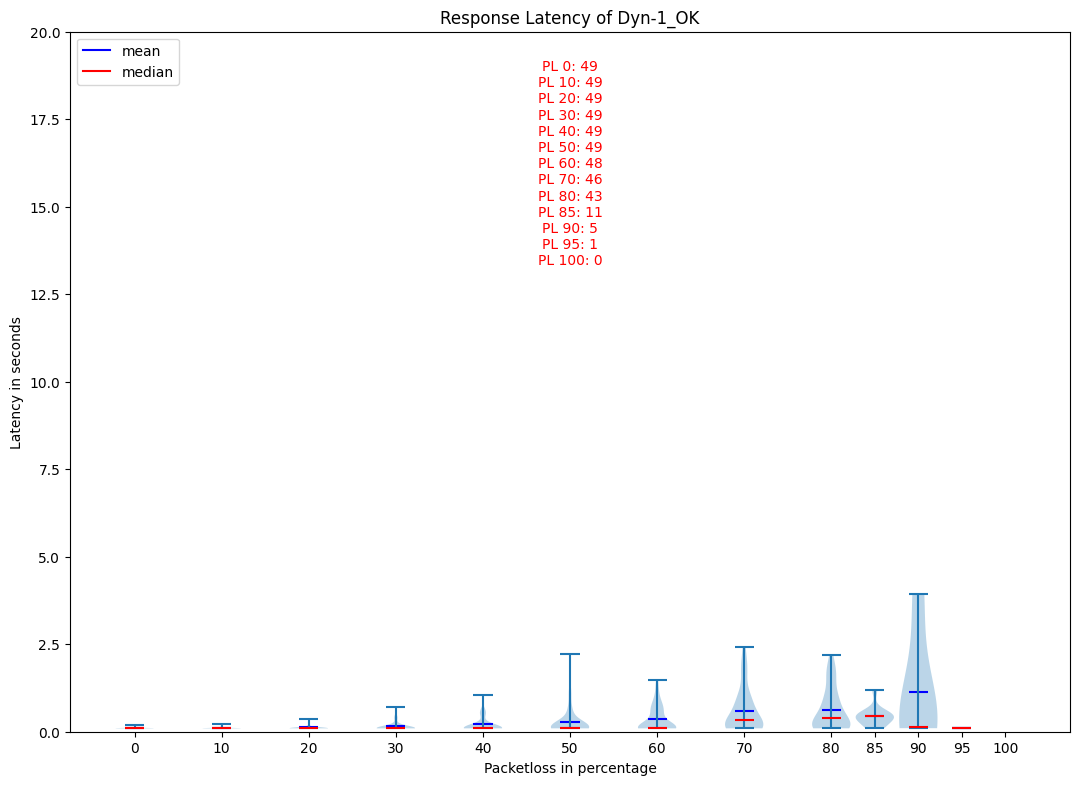 Response Latency of Dyn-1_OK
mean
median
PL 0: 49
PL 10: 49
PL 20: 49
PL 30: 49
PL 40: 49
PL 50: 49
PL 60: 48
PL 70: 46
PL 80: 43
PL 85: 11
PL 90: 5
PL 95: 1
PL 100: 0
20.0
17.5
15.0
12.5
10.0
7.5
5.0
2.5
0.0
Latency in seconds
0 10 20 30 40 50 60 70 80 85 90 95 100
Packetloss in percentage